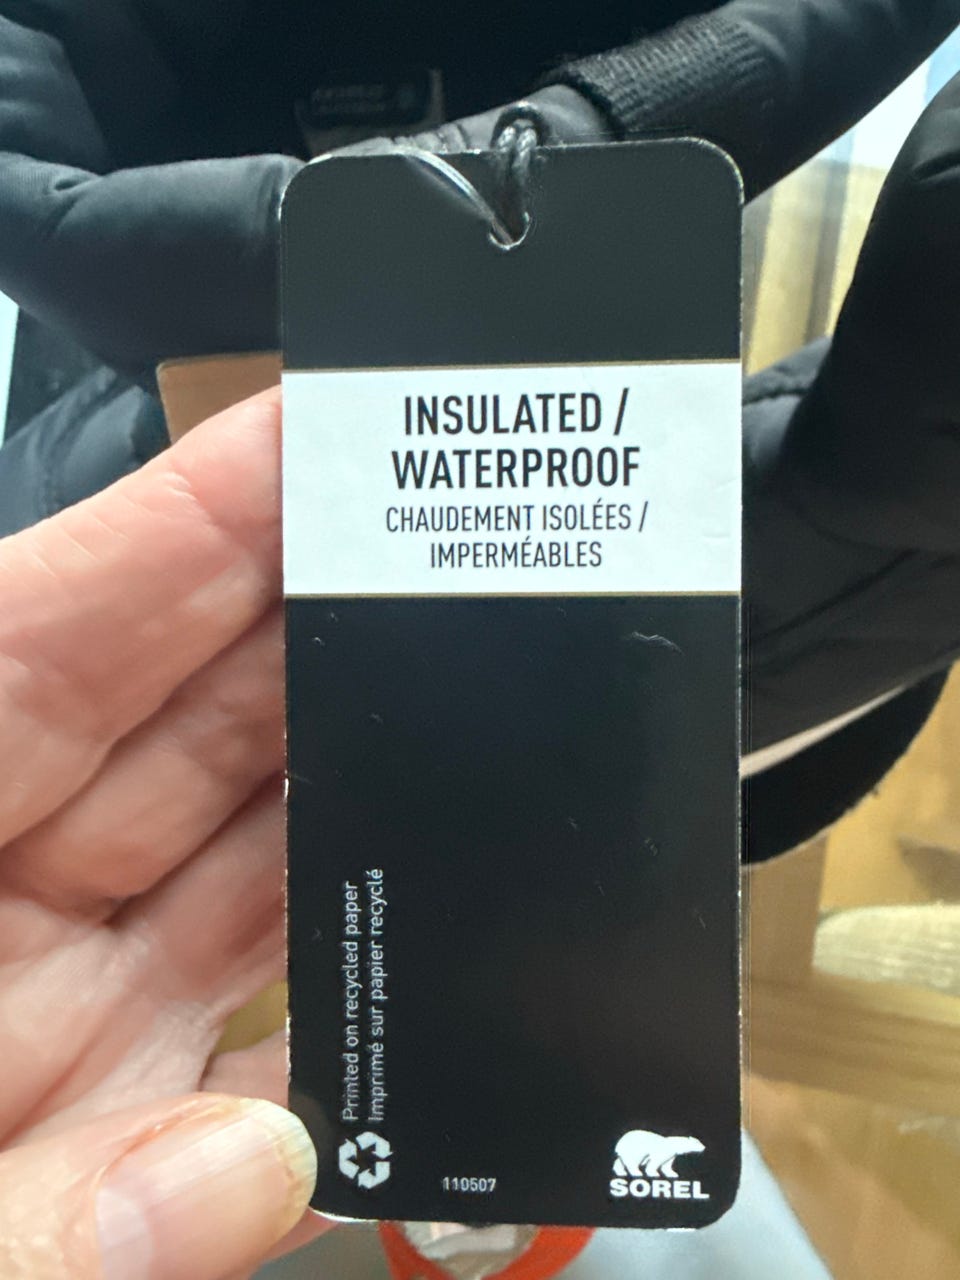 INSULATED /
WATERPROOF
CHAUDEMENT ISOLÉES /
IMPERMÉABLES
Printed on recycled paper
Imprimé sur papier recyclé
110507
SOREL